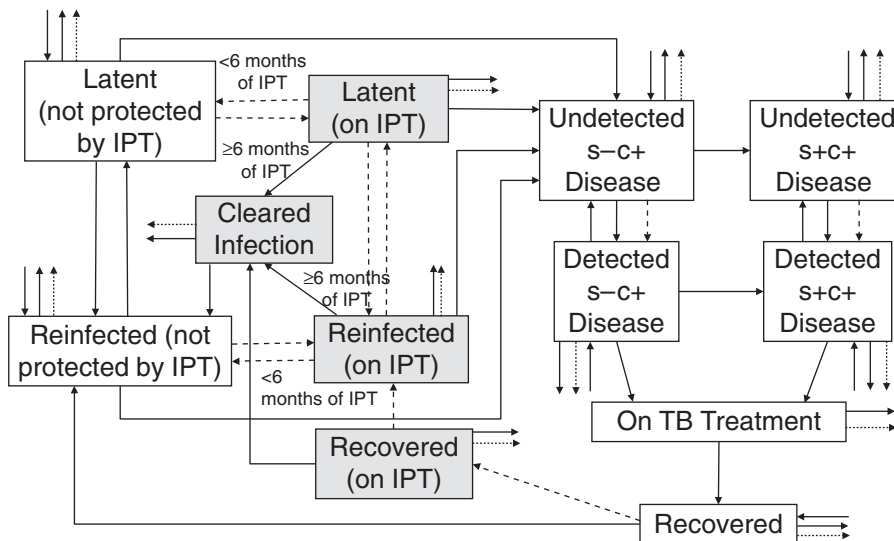 Latent
(not protected
by IPT)
<6 months
of IPT
Latent
(on IPT)
≥6 months
of IPT
Cleared
Infection
≥6 months
of IPT
Reinfected (not
protected by IPT)
Reinfected
(on IPT)
<6
months of IPT
Recovered
(on IPT)
Undetected
s−c+
Disease
Undetected
s+c+
Disease
Detected
s−c+
Disease
Detected
s+c+
Disease
On TB Treatment
Recovered